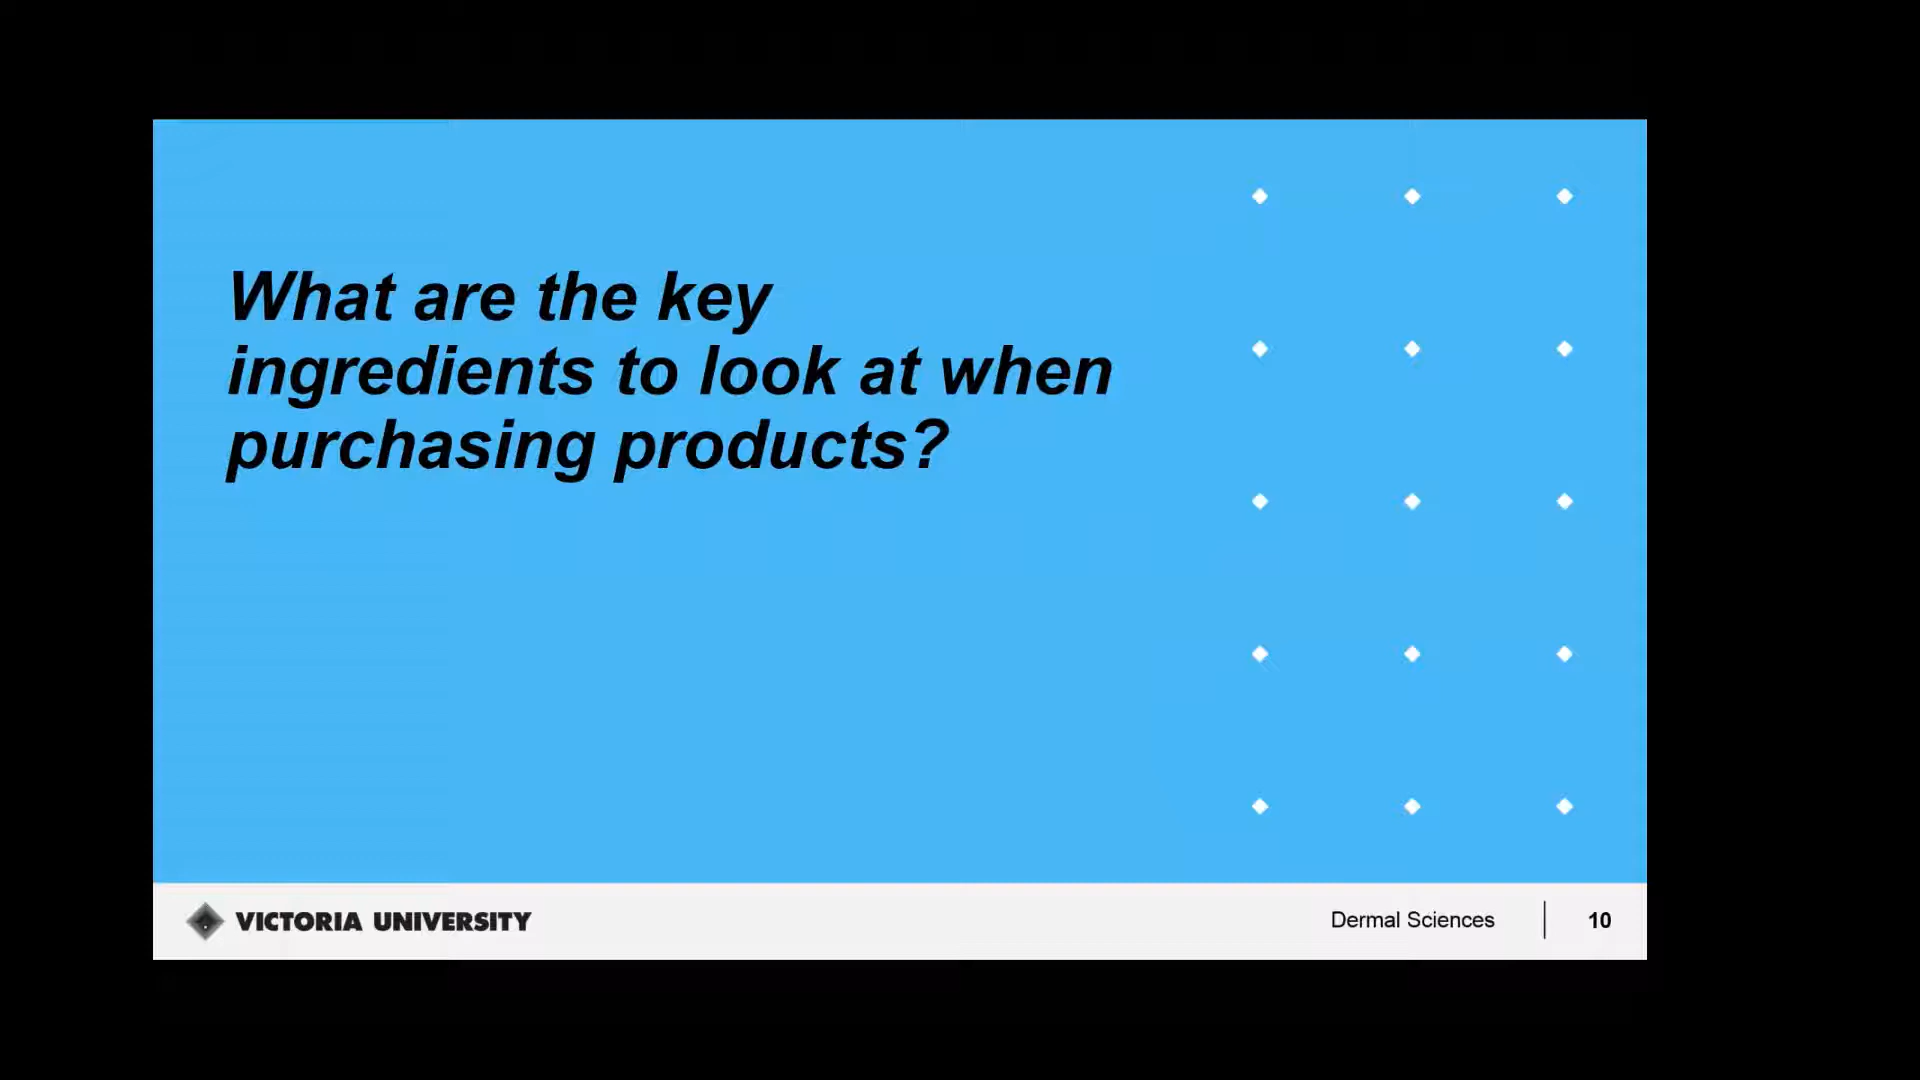 What are the key
ingredients to look at when
purchasing products?
VICTORIA UNIVERSITY
Dermal Sciences
10